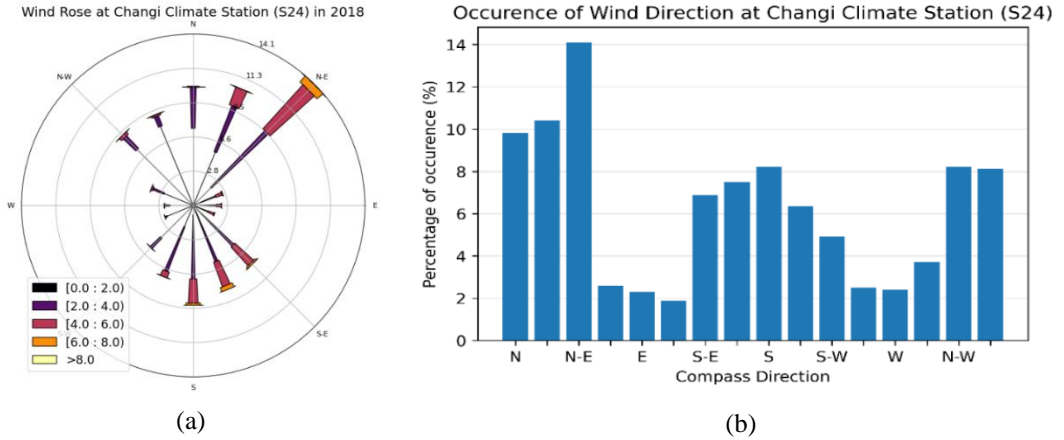 Wind Rose at Changi Climate Station (S24) in 2018
N
14.1
N-E
11.3
N-W
2.8
W
E
[0.0 : 2.0)
[2.0 : 4.0)
[4.0 : 6.0)
[6.0 : 8.0)
>8.0
S-E
S
(a)
Occurence of Wind Direction at Changi Climate Station (S24)
Percentage of occurence (%)
14
12
10
8
6
4
2
0
N N-E E S-E S S-W W N-W
Compass Direction
(b)